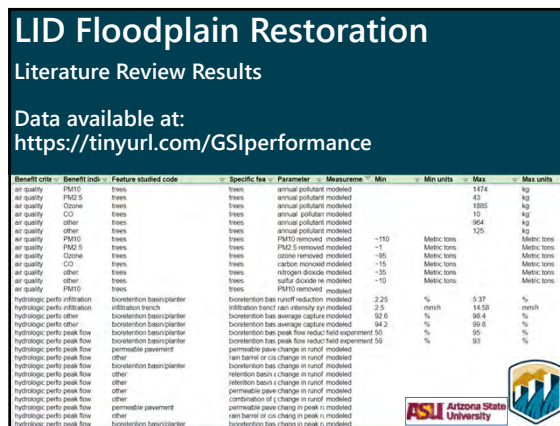 LID Floodplain Restoration
Literature Review Results
Data available at:
https://tinyurl.com/GSIperformance
Benefit crite Benefit indi Feature studied code Specific fea Parameter Measureme Min Min units Max Max units
air quality PM10 trees trees annual pollutant modeled 1474 kg
air quality PM2.5 trees trees annual pollutant modeled 43 kg
air quality Ozone trees trees annual pollutant modeled 1885 kg
air quality CO trees trees annual pollutan modeled 10 kg
air quality other trees trees annual pollutant modeled 964 kg
air quality other trees trees annual pollutant modeled 125 kg
air quality PM10 trees trees PM10 removed modeled ~110 Metric tons Metric tons
air quality PM2.5 trees trees PM2.5 removed modeled ~1 Metric tons Metric tons
air quality Ozone trees trees ozone removed modeled ~95 Metric tons Metric tons
air quality CO trees trees carbon monoxid modeled ~15 Metric tons Metric tons
air quality other trees trees nitrogen dioxide modeled ~35 Metric tons Metric tons
air quality other trees trees sulfur dioxide re modeled ~10 Metric tons Metric tons
air quality PM10 trees trees PM10 removed modeled Metric tons
hydrologic perfo infiltration bioretention basin/planter bioretention bas runoff reduction modeled 2.25 % 5.37 %
hydrologic perfo infiltration infiltration trench infiltration trenc rain intensity sy modeled 2.5 mm/h 14.58 mm/h
hydrologic perfo other bioretention basin/planter bioretention bas average capture modeled 92.6 % 98.4 %
hydrologic perfo other bioretention basin/planter bioretention bas average capture modeled 94.2 % 99.8 %
hydrologic perfo peak flow bioretention basin/planter bioretention bas peak flow reduct field experiment 50 % 95 %
hydrologic perfo peak flow bioretention basin/planter bioretention bas peak flow reduct field experiment 59 % 93 %
hydrologic perfo peak flow permeable pavement permeable pave change in runof modeled
hydrologic perfo peak flow other rain barrel or cis change in runof modeled
hydrologic perfo peak flow bioretention basin/planter bioretention bas change in runof modeled
hydrologic perfo peak flow other retention basin change in runof modeled
hydrologic perfo peak flow other retention basin change in runof modeled
hydrologic perfo peak flow other permeable pave change in runof modeled
hydrologic perfo peak flow other combination of change in runof modeled
hydrologic perfo peak flow permeable pavement permeable pave chang in peak r modeled
hydrologic perfo peak flow other rain barrel or cis chang in peak r modeled
hydrologic perfo peak flow bioretention basin/planter bioretention bas chang in peak r modeled
ASU Arizona State
University